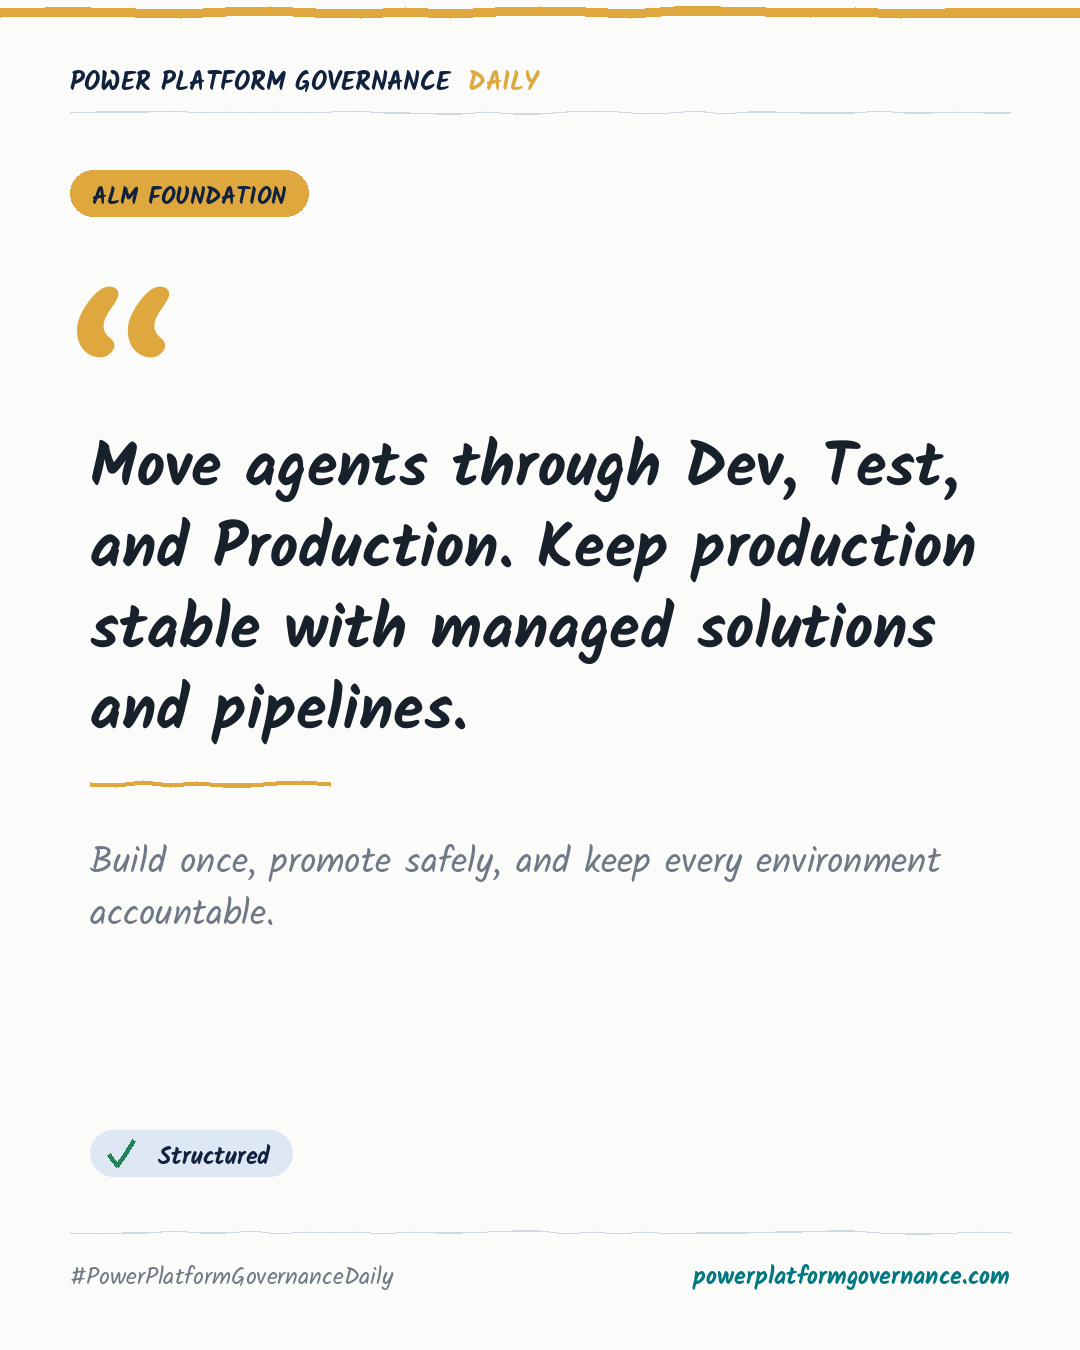 POWER PLATFORM GOVERNANCE DAILY
ALM FOUNDATION
“
Move agents through Dev, Test,
and Production. Keep production
stable with managed solutions
and pipelines.
Build once, promote safely, and keep every environment
accountable.
✓ Structured
#PowerPlatformGovernanceDaily
powerplatformgovernance.com